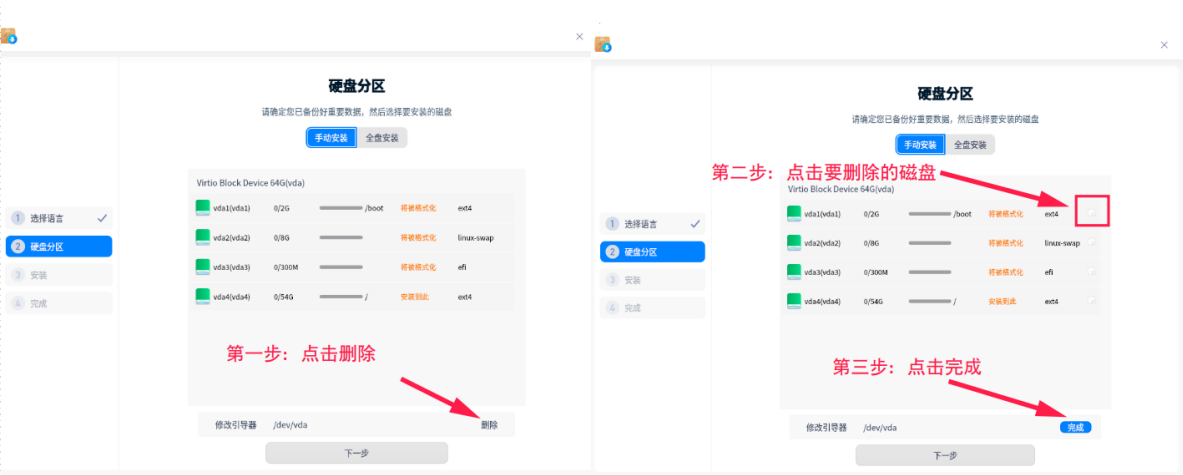 硬盘分区
请确定您已备份好重要数据，然后选择要安装的磁盘
手动安装 全盘安装
Virtio Block Device 64G(vda)
vda1(vda1) 0/2G /boot 将被格式化 ext4
vda2(vda2) 0/8G 将被格式化 linux-swap
vda3(vda3) 0/300M 将被格式化 efi
vda4(vda4) 0/54G / 安装到此 ext4
1 选择语言
2 硬盘分区
3 安装
4 完成
第一步：点击删除
修改引导器 /dev/vda 删除
下一步
硬盘分区
请确定您已备份好重要数据，然后选择要安装的磁盘
手动安装 全盘安装
第二步：点击要删除的磁盘
Virtio Block Device 64G(vda)
vda1(vda1) 0/2G /boot 将被格式化 ext4
vda2(vda2) 0/8G 将被格式化 linux-swap
vda3(vda3) 0/300M 将被格式化 efi
vda4(vda4) 0/54G / 安装到此 ext4
1 选择语言
2 硬盘分区
3 安装
4 完成
第三步：点击完成
修改引导器 /dev/vda 完成
下一步